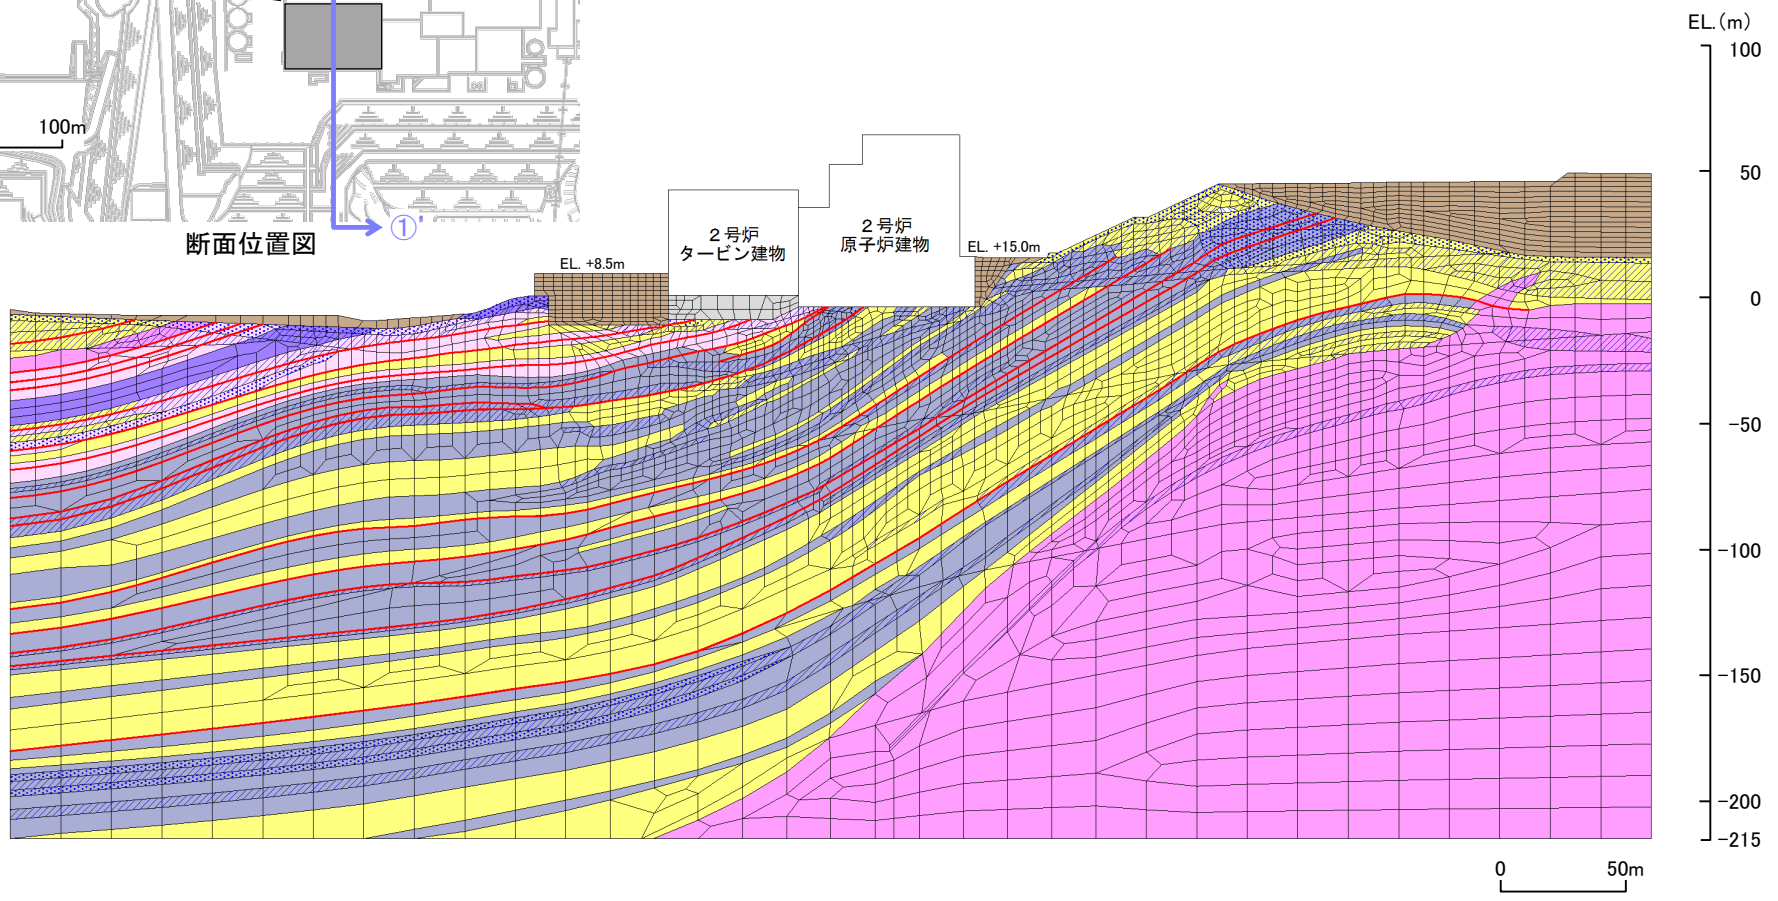 100m
断面位置図
①'
2号炉
タービン建物
2号炉
原子炉建物
EL. +8.5m
EL. +15.0m
EL.(m)
100
50
0
-50
-100
-150
-200
-215
0 50m